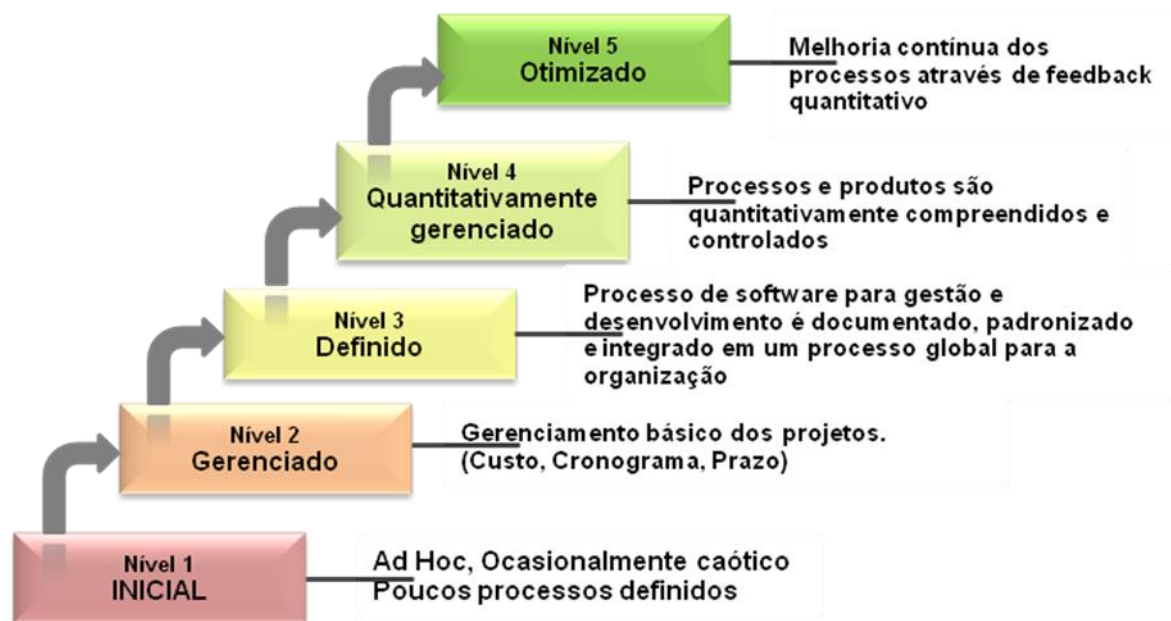 Nível 5
Otimizado
Melhoria contínua dos
processos através de feedback
quantitativo
Nível 4
Quantitativamente
gerenciado
Processos e produtos são
quantitativamente compreendidos e
controlados
Nível 3
Definido
Processo de software para gestão e
desenvolvimento é documentado, padronizado
e integrado em um processo global para a
organização
Nível 2
Gerenciado
Gerenciamento básico dos projetos.
(Custo, Cronograma, Prazo)
Nível 1
INICIAL
Ad Hoc, Ocasionalmente caótico
Poucos processos definidos